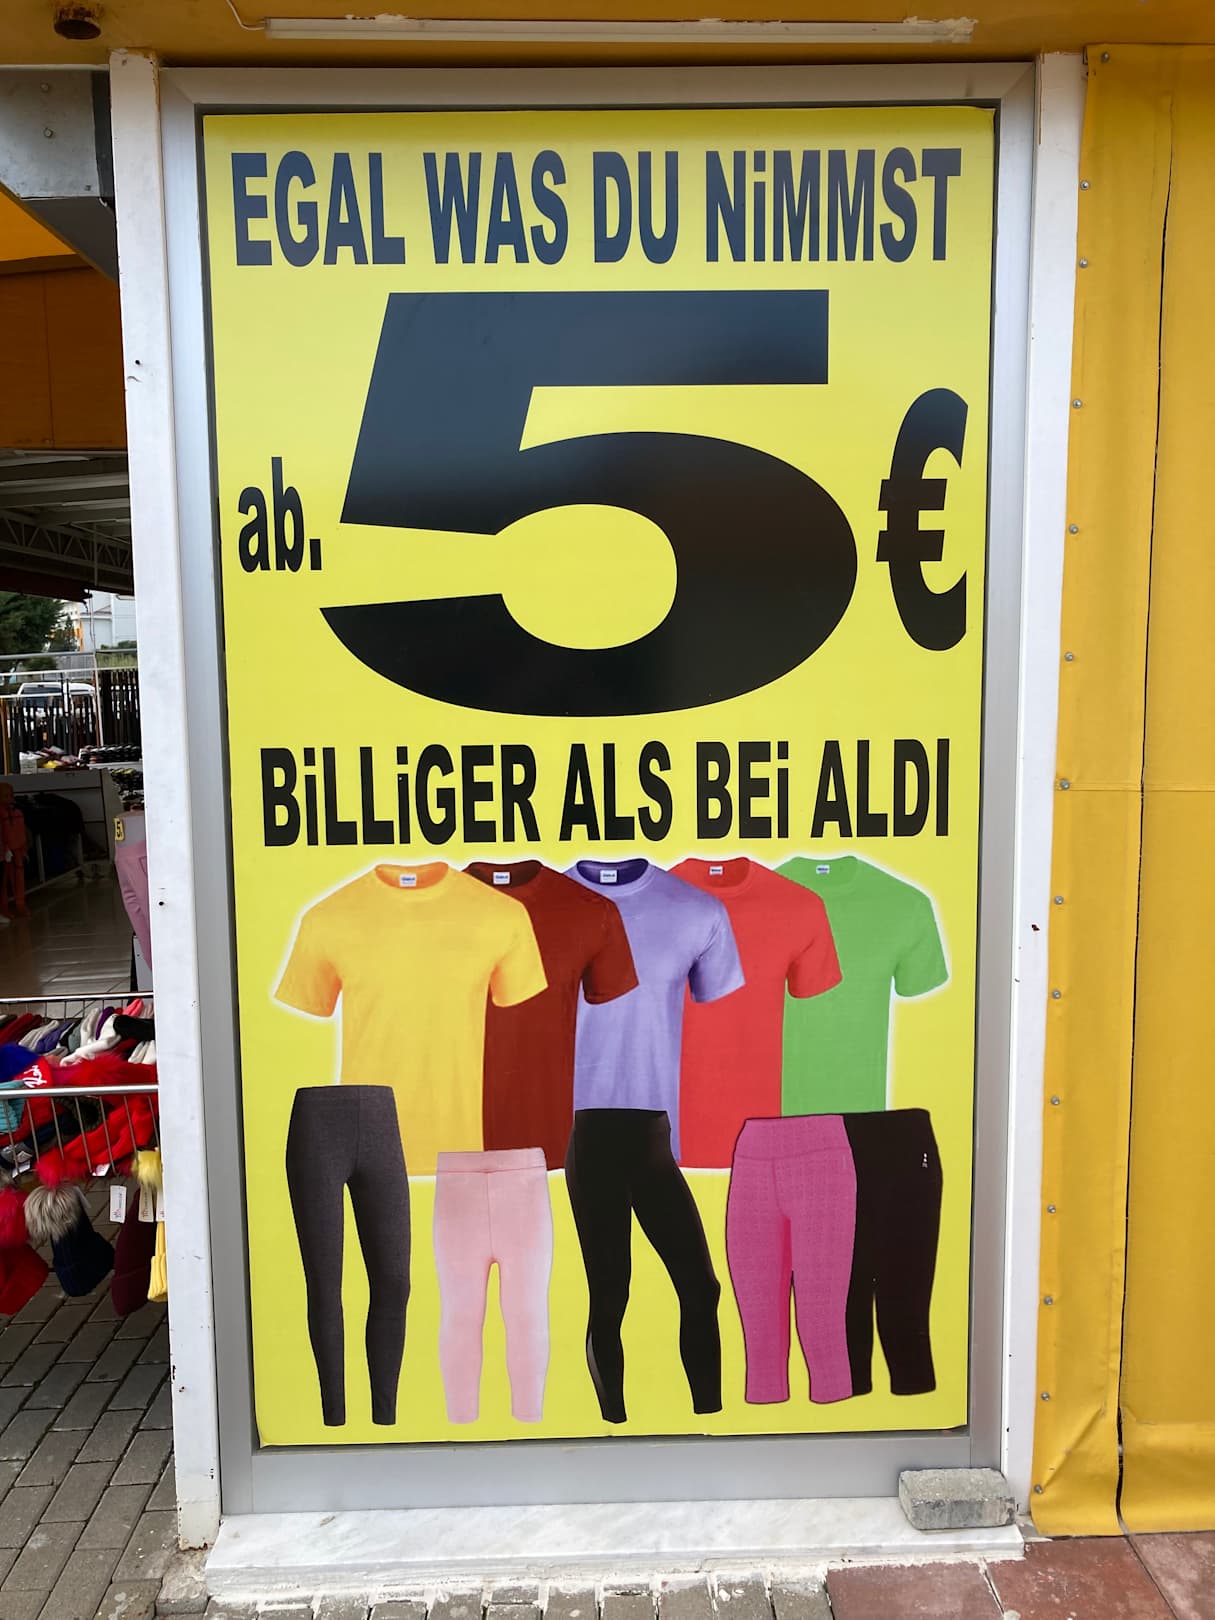 EGAL WAS DU NiMMST
ab. 5 €
BiLLiGER ALS BEi ALDI